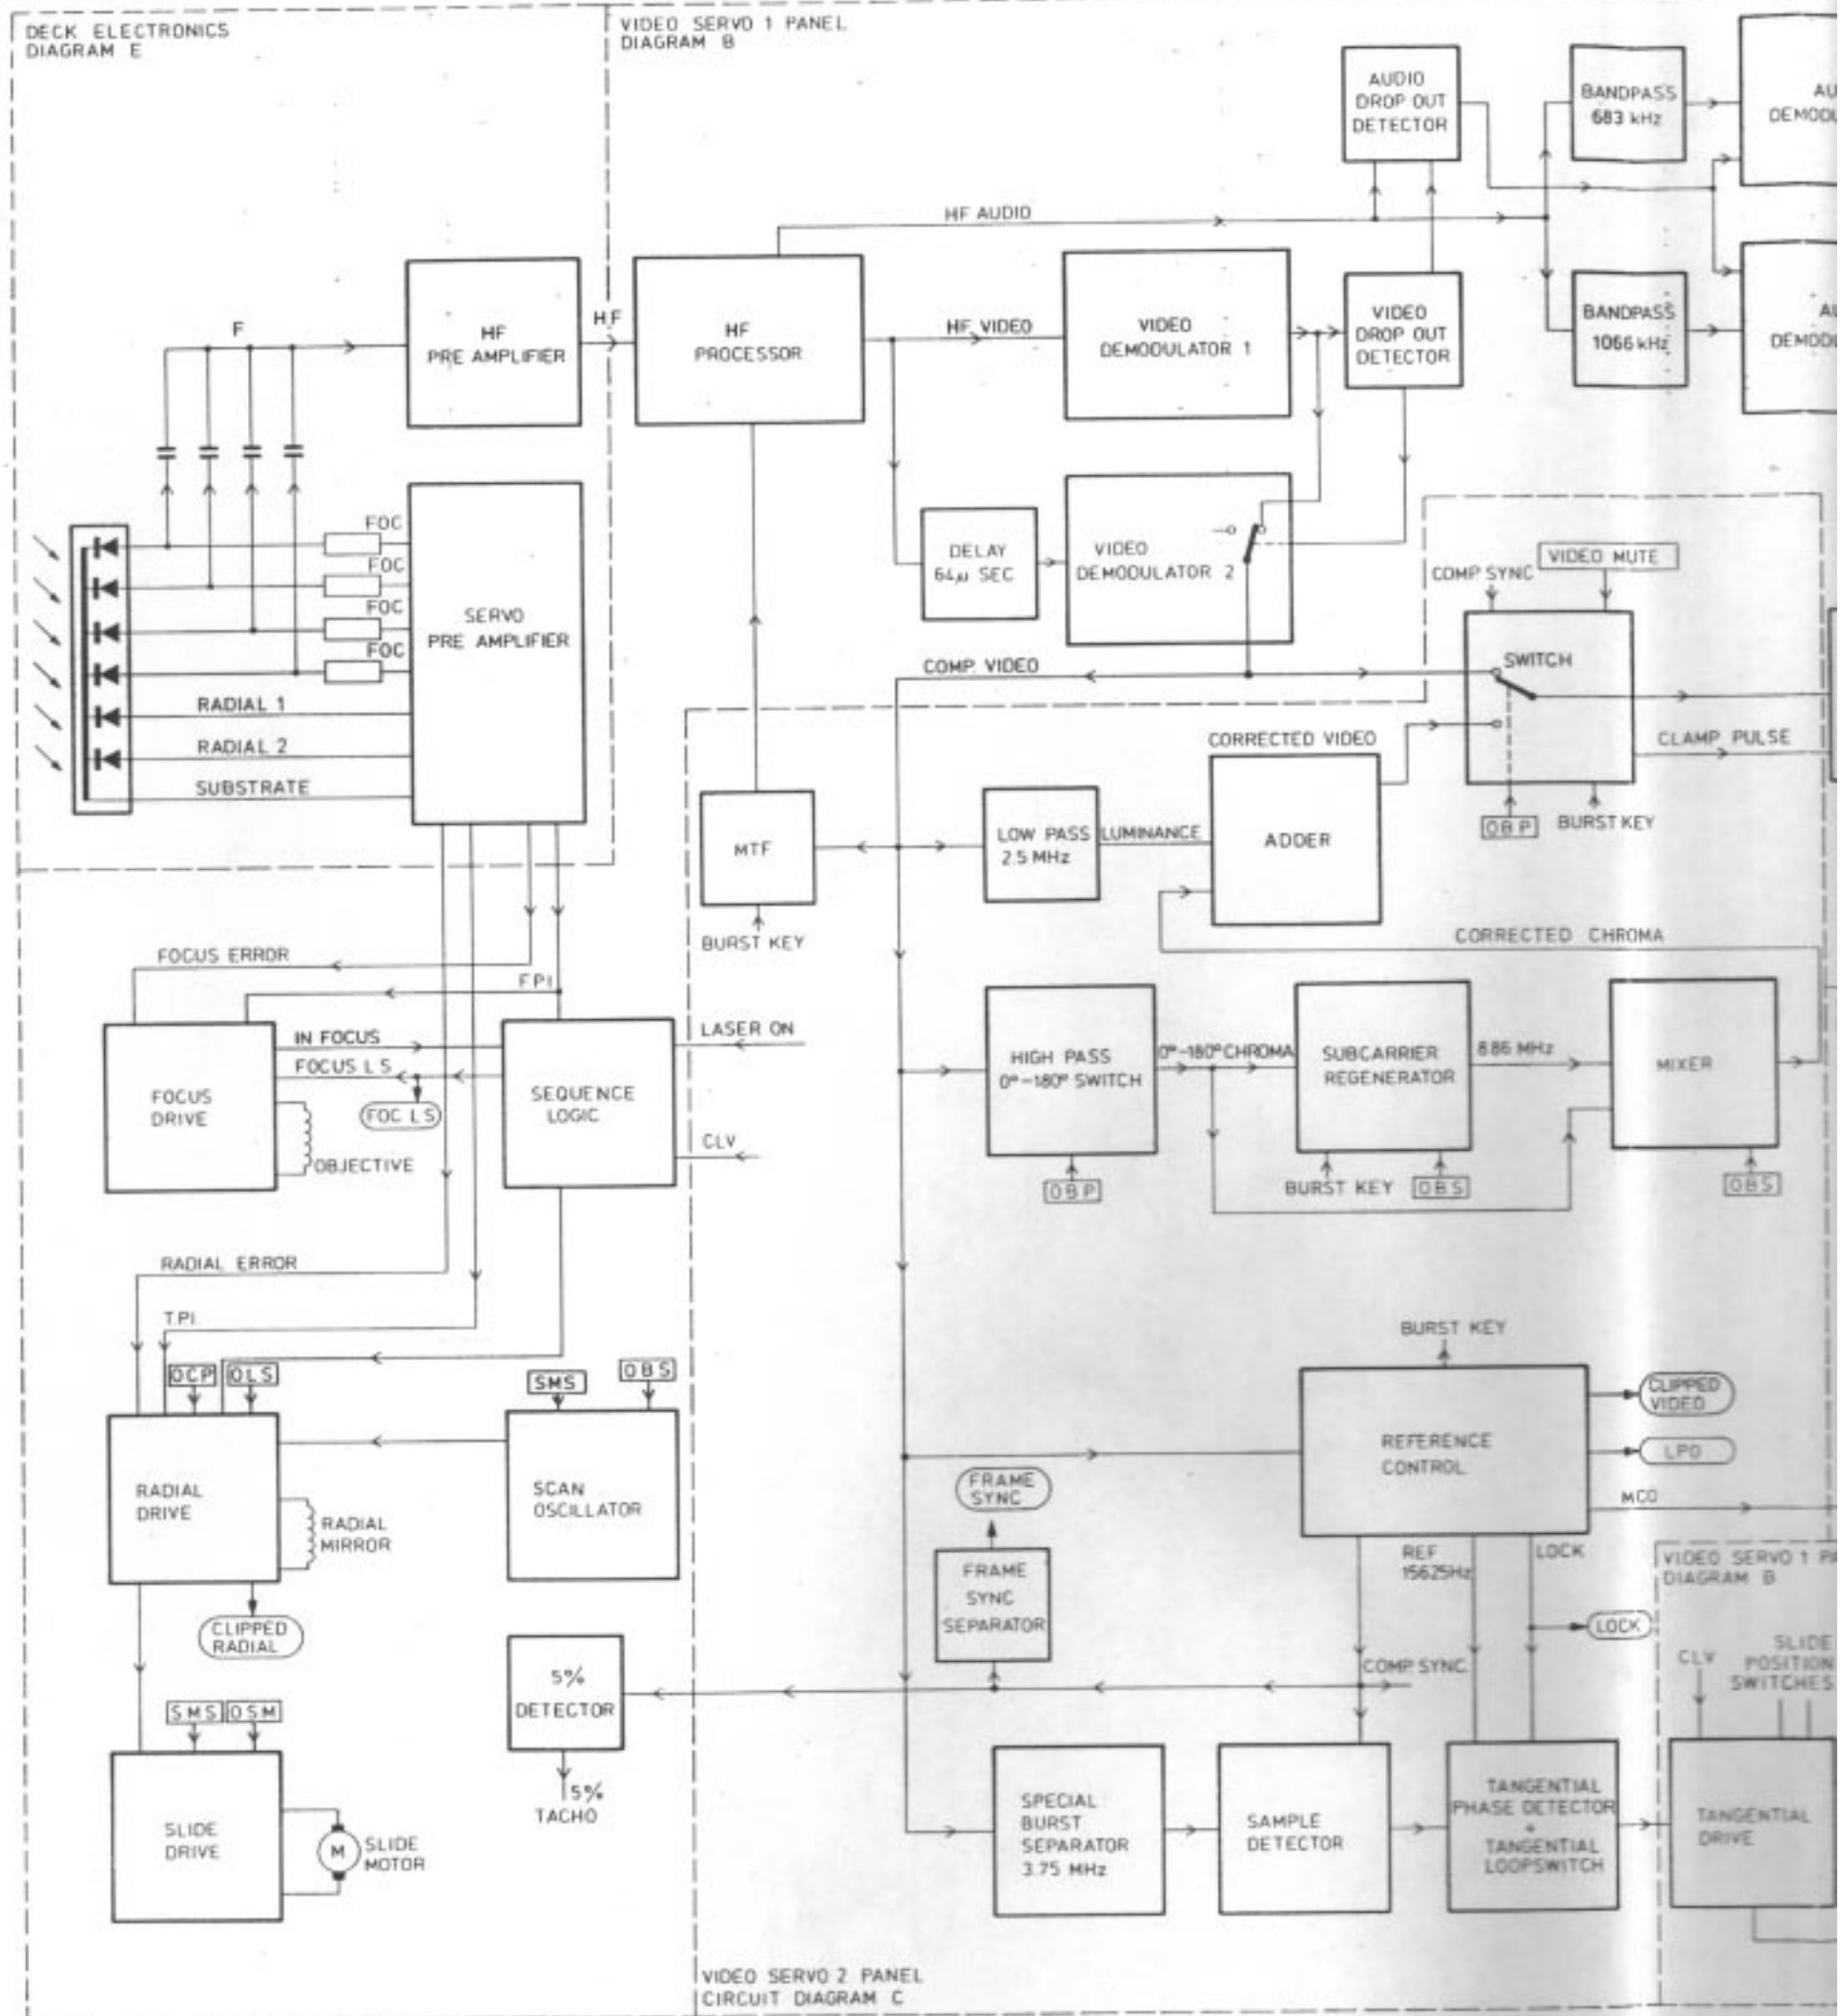 DECK ELECTRONICS
DIAGRAM E
VIDEO SERVO 1 PANEL
DIAGRAM B
AUDIO
DROP OUT
DETECTOR
BANDPASS
683 kHz
HF AUDIO
HF
PRE AMPLIFIER
HF
HF
PROCESSOR
HF VIDEO
VIDEO
DEMODULATOR 1
VIDEO
DROP OUT
DETECTOR
BANDPASS
1066 kHz
F
FOC
FOC
FOC
FOC
SERVO
PRE AMPLIFIER
RADIAL 1
RADIAL 2
SUBSTRATE
DELAY
64µ SEC
VIDEO
DEMODULATOR 2
COMP. SYNC
VIDEO MUTE
SWITCH
COMP. VIDEO
CLAMP PULSE
OBP
BURST KEY
CORRECTED VIDEO
MTF
BURST KEY
LOW PASS
2.5 MHz
LUMINANCE
ADDER
CORRECTED CHROMA
FOCUS ERROR
F.P.I
IN FOCUS
FOCUS L S
FOC L S
FOCUS
DRIVE
OBJECTIVE
SEQUENCE
LOGIC
LASER ON
CLV
HIGH PASS
0°-180° SWITCH
OBP
0°-180° CHROMA
SUBCARRIER
REGENERATOR
BURST KEY
OBS
8.86 MHz
MIXER
OBS
RADIAL ERROR
T.P.I
OCP
OLS
SMS
OBS
RADIAL
DRIVE
RADIAL
MIRROR
SCAN
OSCILLATOR
CLIPPED
RADIAL
BURST KEY
REFERENCE
CONTROL
CLIPPED
VIDEO
LPO
MCO
FRAME
SYNC
FRAME
SYNC
SEPARATOR
REF
15625Hz
LOCK
LOCK
COMP. SYNC.
VIDEO SERVO 1
DIAGRAM B
CLV
SLIDE
POSITION
SWITCHES
SMS
OSM
5%
DETECTOR
5%
TACHO
SLIDE
DRIVE
M
SLIDE
MOTOR
SPECIAL
BURST
SEPARATOR
3.75 MHz
SAMPLE
DETECTOR
TANGENTIAL
PHASE DETECTOR
+
TANGENTIAL
LOOPSWITCH
TANGENTIAL
DRIVE
VIDEO SERVO 2 PANEL
CIRCUIT DIAGRAM C